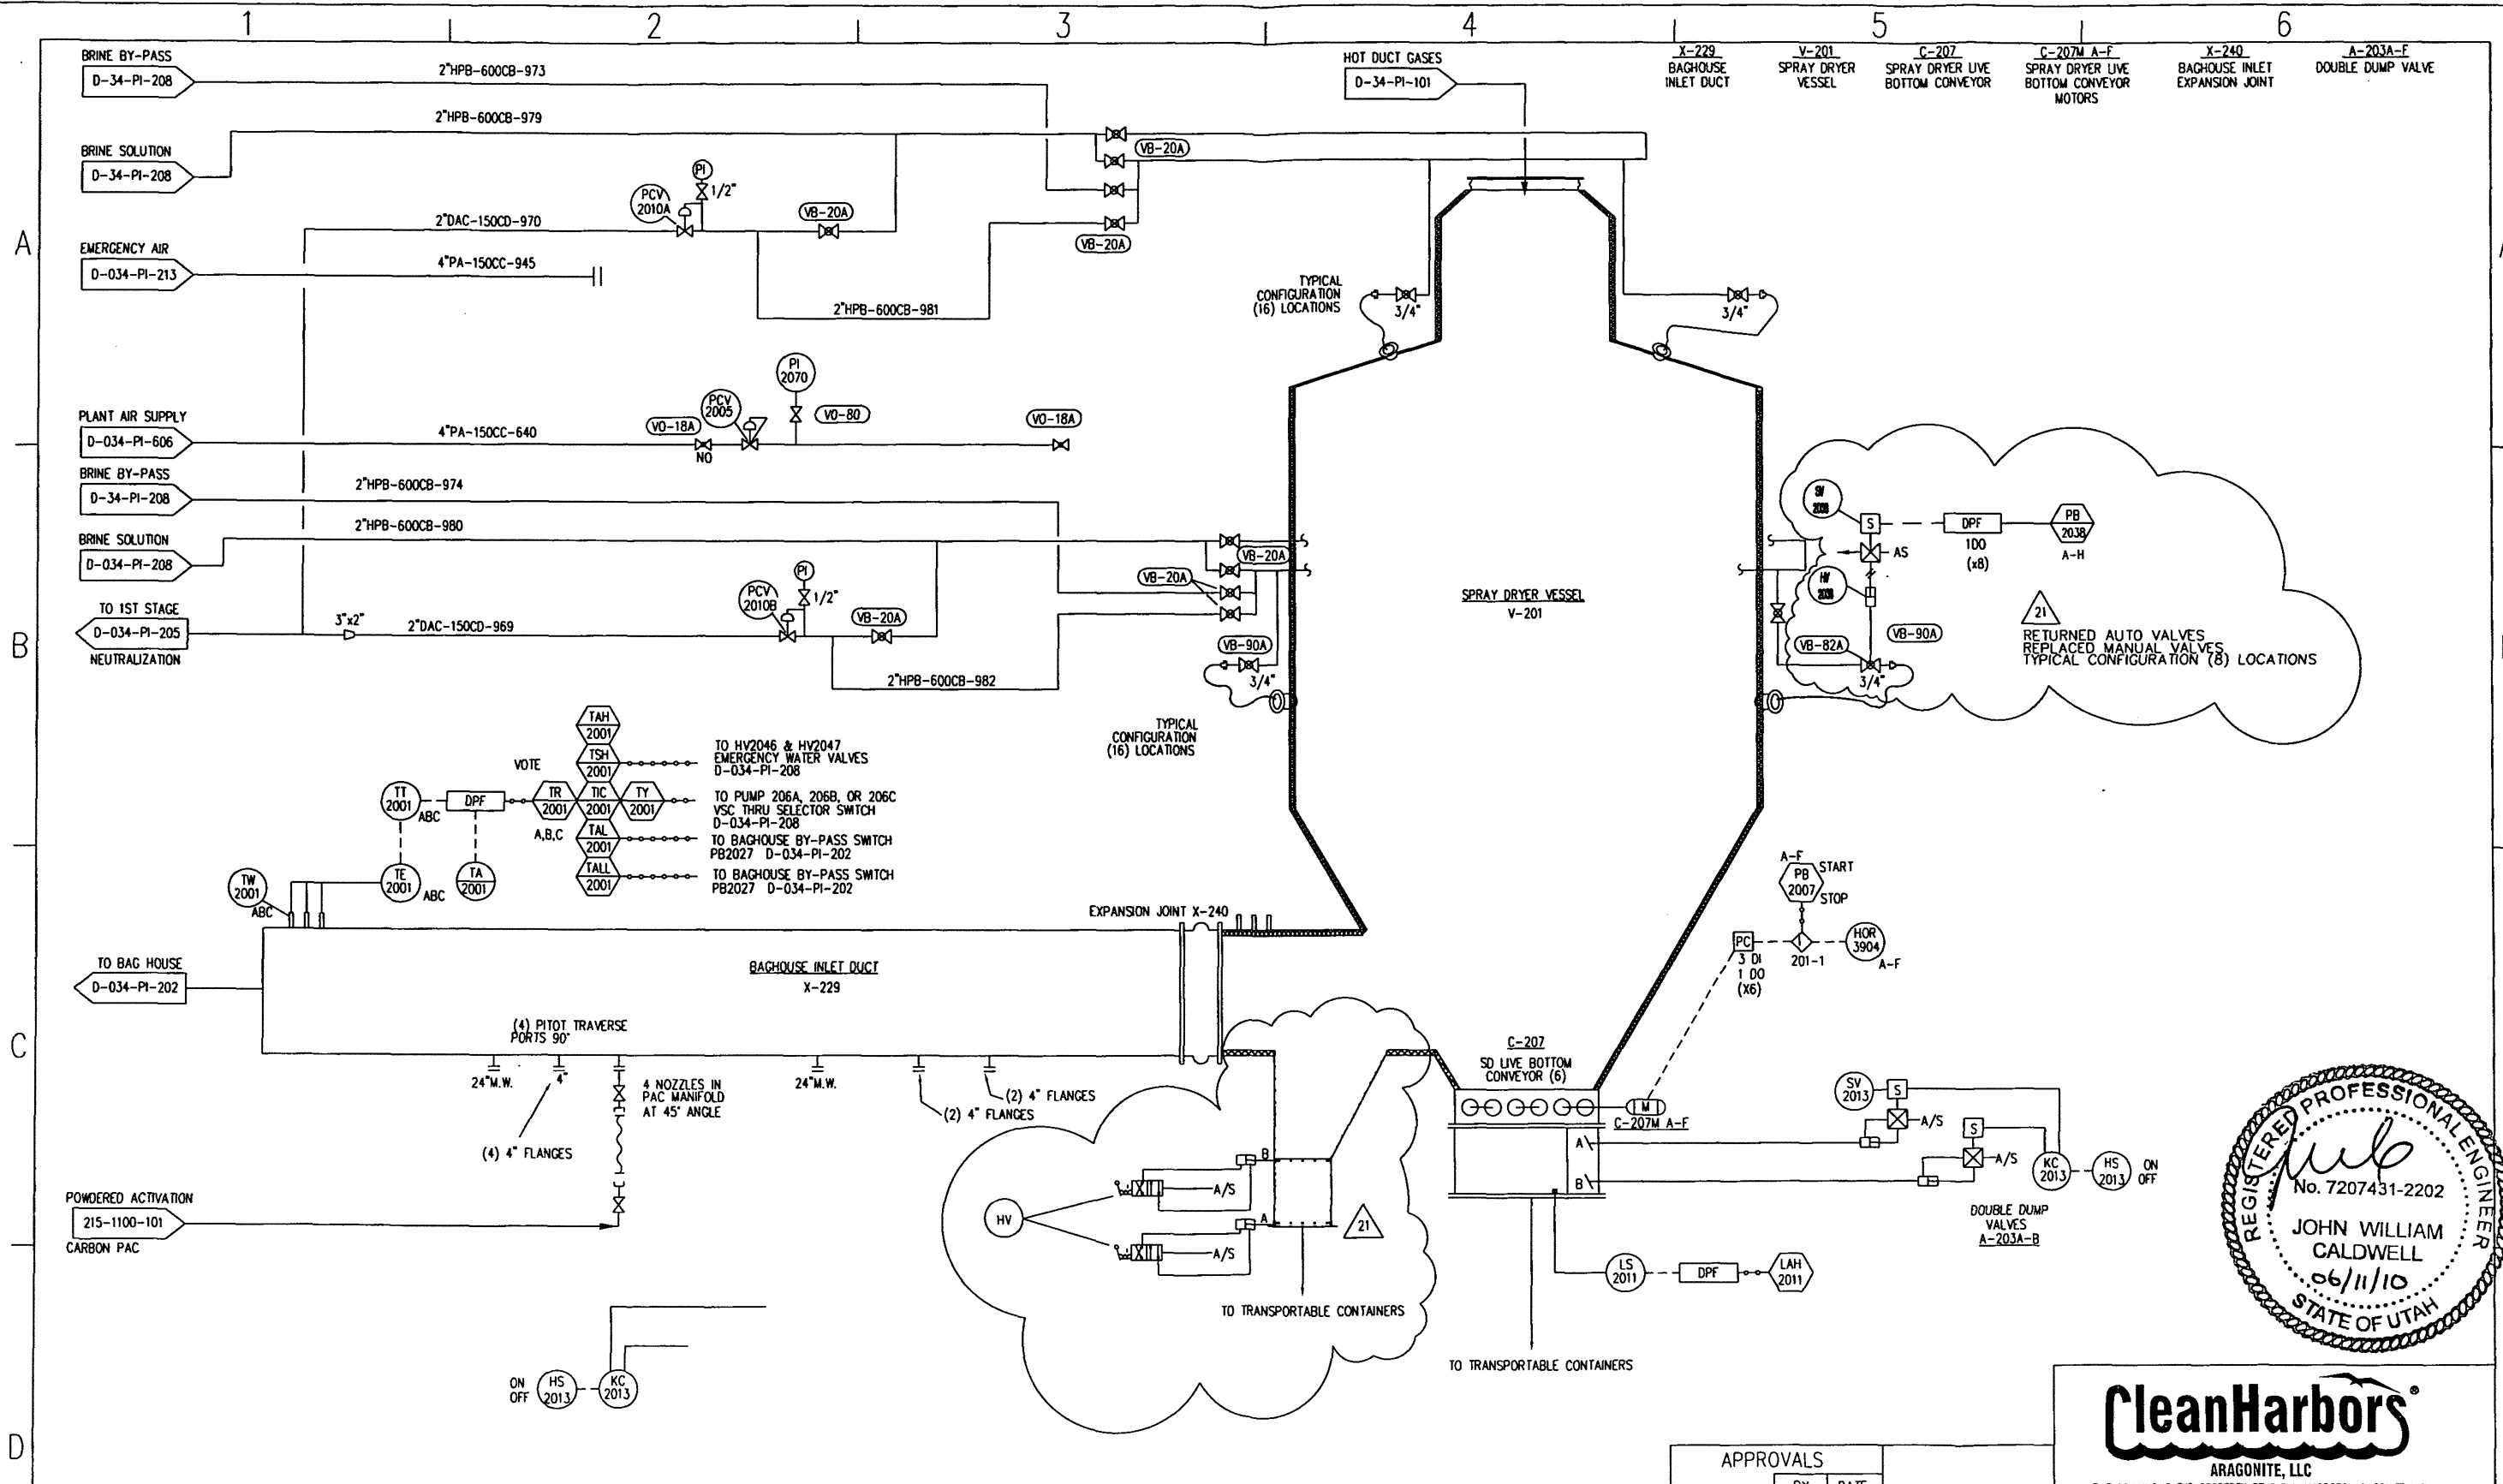 1 2 3 4 5 6
BRINE BY-PASS
D-34-PI-208
2"HPB-600CB-973
2"HPB-600CB-979
BRINE SOLUTION
D-34-PI-208
HOT DUCT GASES
D-34-PI-101
X-229
BAGHOUSE
INLET DUCT
V-201
SPRAY DRYER
VESSEL
C-207
SPRAY DRYER LIVE
BOTTOM CONVEYOR
C-207M A-F
SPRAY DRYER LIVE
BOTTOM CONVEYOR
MOTORS
X-240
BAGHOUSE INLET
EXPANSION JOINT
A-203A-F
DOUBLE DUMP VALVE
VB-20A
PI
1/2"
PCV
2010A
2"DAC-150CD-970
VB-20A
VB-20A
A
EMERGENCY AIR
D-034-PI-213
4"PA-150CC-945
2"HPB-600CB-981
TYPICAL
CONFIGURATION
(16) LOCATIONS
3/4"
3/4"
PI
2070
PCV
2005
VO-80
PLANT AIR SUPPLY
D-034-PI-606
4"PA-150CC-640
VO-18A
NO
VO-18A
BRINE BY-PASS
D-34-PI-208
2"HPB-600CB-974
2"HPB-600CB-980
BRINE SOLUTION
D-034-PI-208
VB-20A
VB-20A
PI
1/2"
PCV
2010B
VB-20A
TO 1ST STAGE
D-034-PI-205
NEUTRALIZATION
3"x2"
2"DAC-150CD-969
2"HPB-600CB-982
VB-90A
3/4"
B
SPRAY DRYER VESSEL
V-201
SV
S
DPF
1DO
(x8)
PB
2038
A-H
AS
HV
VB-82A
VB-90A
3/4"
21
RETURNED AUTO VALVES
REPLACED MANUAL VALVES
TYPICAL CONFIGURATION (8) LOCATIONS
TYPICAL
CONFIGURATION
(16) LOCATIONS
VOTE
TAH
2001
TSH
2001
TO HV2046 & HV2047
EMERGENCY WATER VALVES
D-034-PI-208
TT
2001
ABC
DPF
TR
2001
A,B,C
TIC
2001
TY
2001
TO PUMP 206A, 206B, OR 206C
VSC THRU SELECTOR SWITCH
D-034-PI-208
TAL
2001
TO BAGHOUSE BY-PASS SWITCH
PB2027 D-034-PI-202
TALL
2001
TO BAGHOUSE BY-PASS SWITCH
PB2027 D-034-PI-202
TW
2001
ABC
TE
2001
ABC
TA
2001
EXPANSION JOINT X-240
TO BAG HOUSE
D-034-PI-202
BAGHOUSE INLET DUCT
X-229
A-F
PB
2007
START
STOP
PC
3 DI
1 DO
(X6)
201-1
HOR
3904
A-F
C
(4) PITOT TRAVERSE
PORTS 90°
24"M.W.
4"
4 NOZZLES IN
PAC MANIFOLD
AT 45° ANGLE
24"M.W.
(2) 4" FLANGES
(2) 4" FLANGES
(4) 4" FLANGES
C-207
SD LIVE BOTTOM
CONVEYOR (6)
M
C-207M A-F
A
B
SV
2013
S
A/S
S
A/S
KC
2013
HS
2013
ON
OFF
DOUBLE DUMP
VALVES
A-203A-B
POWDERED ACTIVATION
215-1100-101
CARBON PAC
HV
B
A/S
A
A/S
21
TO TRANSPORTABLE CONTAINERS
LS
2011
DPF
LAH
2011
TO TRANSPORTABLE CONTAINERS
ON
OFF
HS
2013
KC
2013
D
REGISTERED PROFESSIONAL ENGINEER
No. 7207431-2202
JOHN WILLIAM
CALDWELL
06/11/10
STATE OF UTAH
CleanHarbors®
ARAGONITE, LLC
APPROVALS
BY DATE